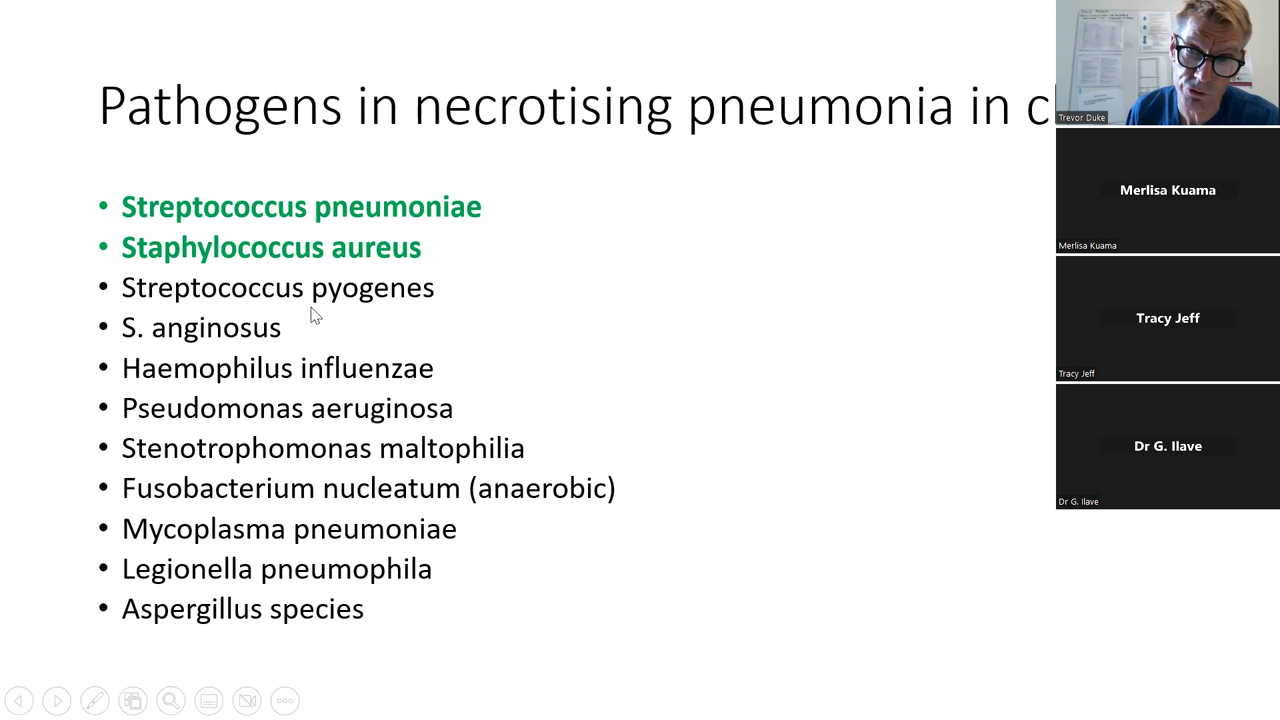 Pathogens in necrotising pneumonia in c
• Streptococcus pneumoniae
• Staphylococcus aureus
• Streptococcus pyogenes
• S. anginosus
• Haemophilus influenzae
• Pseudomonas aeruginosa
• Stenotrophomonas maltophilia
• Fusobacterium nucleatum (anaerobic)
• Mycoplasma pneumoniae
• Legionella pneumophila
• Aspergillus species
Trevor Duke
Merlisa Kuama
Merlisa Kuama
Tracy Jeff
Tracy Jeff
Dr G. Ilave
Dr G. Ilave